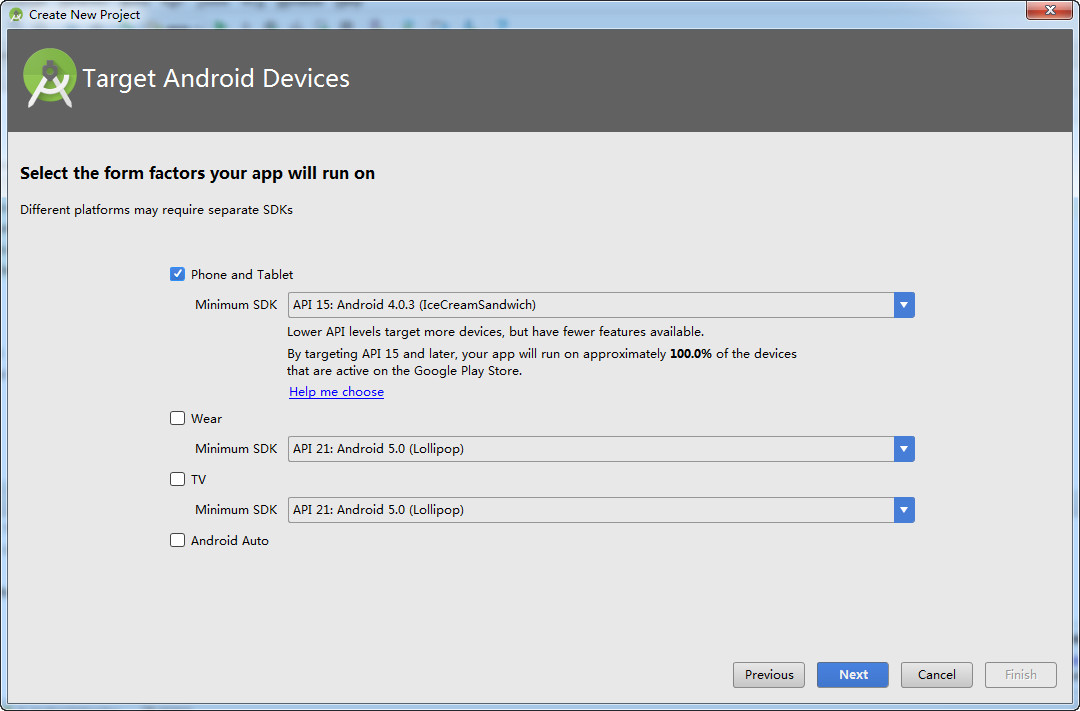 Create New Project
Target Android Devices
Select the form factors your app will run on
Different platforms may require separate SDKs
Phone and Tablet
Minimum SDK API 15: Android 4.0.3 (IceCreamSandwich)
Lower API levels target more devices, but have fewer features available.
By targeting API 15 and later, your app will run on approximately 100.0% of the devices
that are active on the Google Play Store.
Help me choose
Wear
Minimum SDK API 21: Android 5.0 (Lollipop)
TV
Minimum SDK API 21: Android 5.0 (Lollipop)
Android Auto
Previous Next Cancel Finish